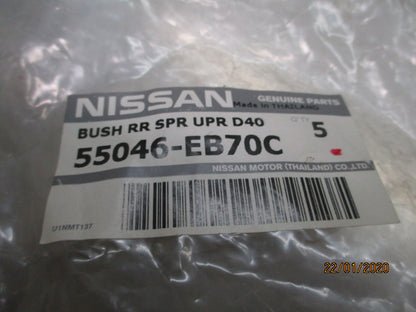 NISSAN GENUINE PARTS
Made in THAILAND
BUSH RR SPR UPR D40 Q'TY 5
55046-EB70C
NISSAN MOTOR (THAILAND) CO.,LTD.
U1NMT137
22/01/2020